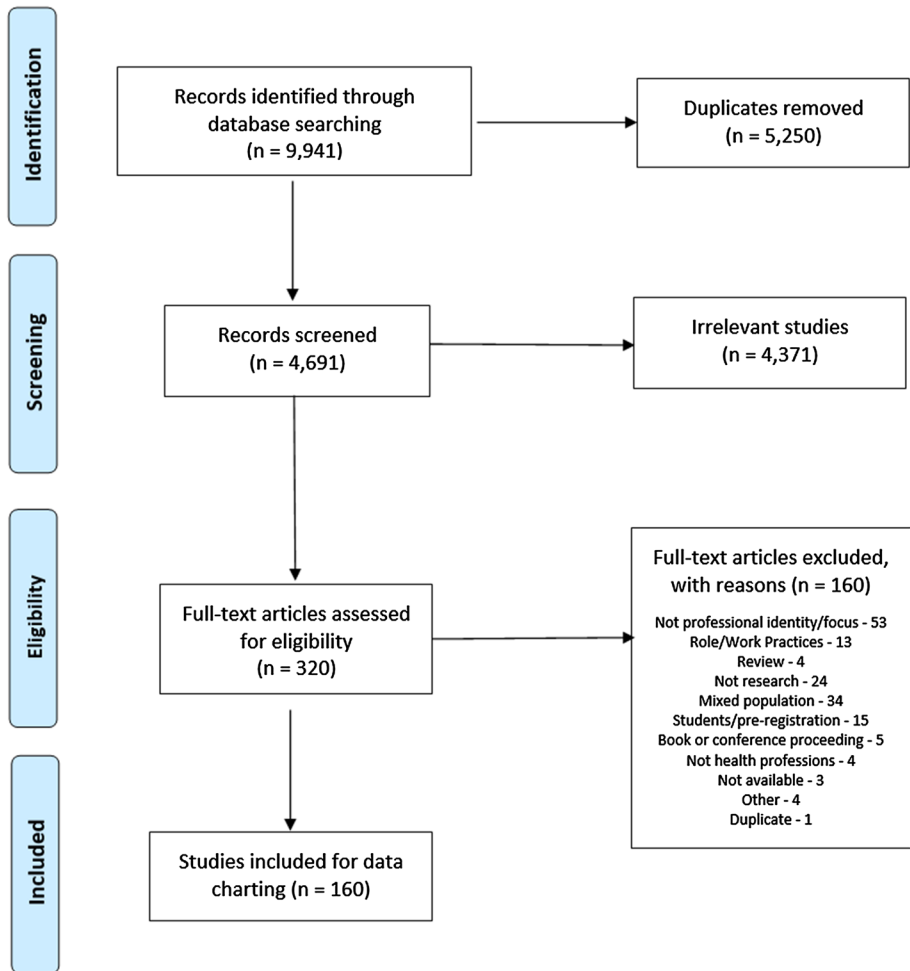 Identification
Records identified through
database searching
(n = 9,941)
Duplicates removed
(n = 5,250)
Screening
Records screened
(n = 4,691)
Irrelevant studies
(n = 4,371)
Eligibility
Full-text articles assessed
for eligibility
(n = 320)
Full-text articles excluded,
with reasons (n = 160)
Not professional identity/focus - 53
Role/Work Practices - 13
Review - 4
Not research - 24
Mixed population - 34
Students/pre-registration - 15
Book or conference proceeding - 5
Not health professions - 4
Not available - 3
Other - 4
Duplicate - 1
Included
Studies included for data
charting (n = 160)